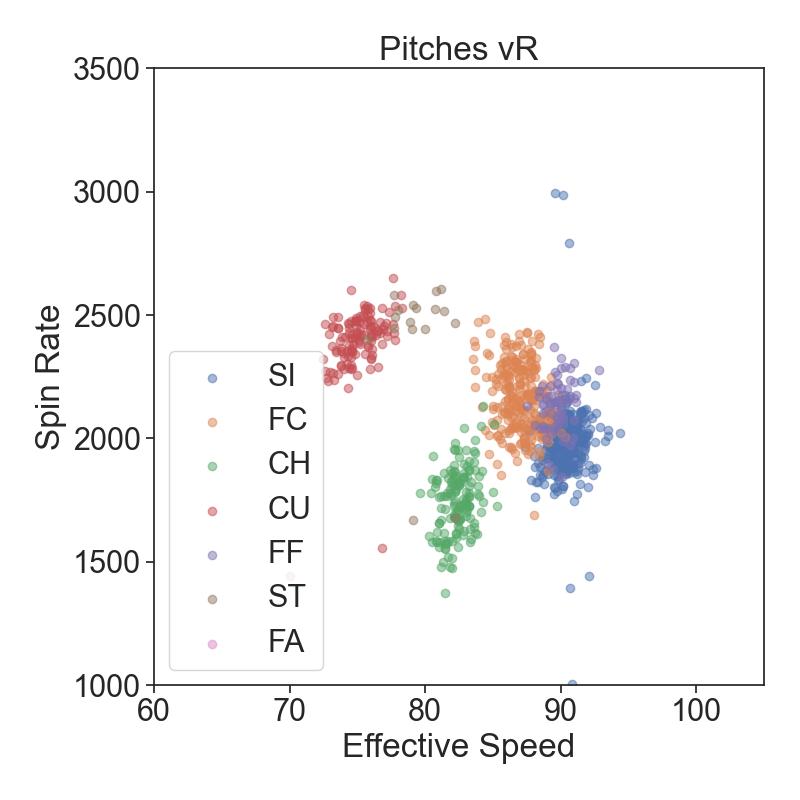 Pitches vR
3500
3000
2500
2000
1500
1000
Spin Rate
SI
FC
CH
CU
FF
ST
FA
60 70 80 90 100
Effective Speed